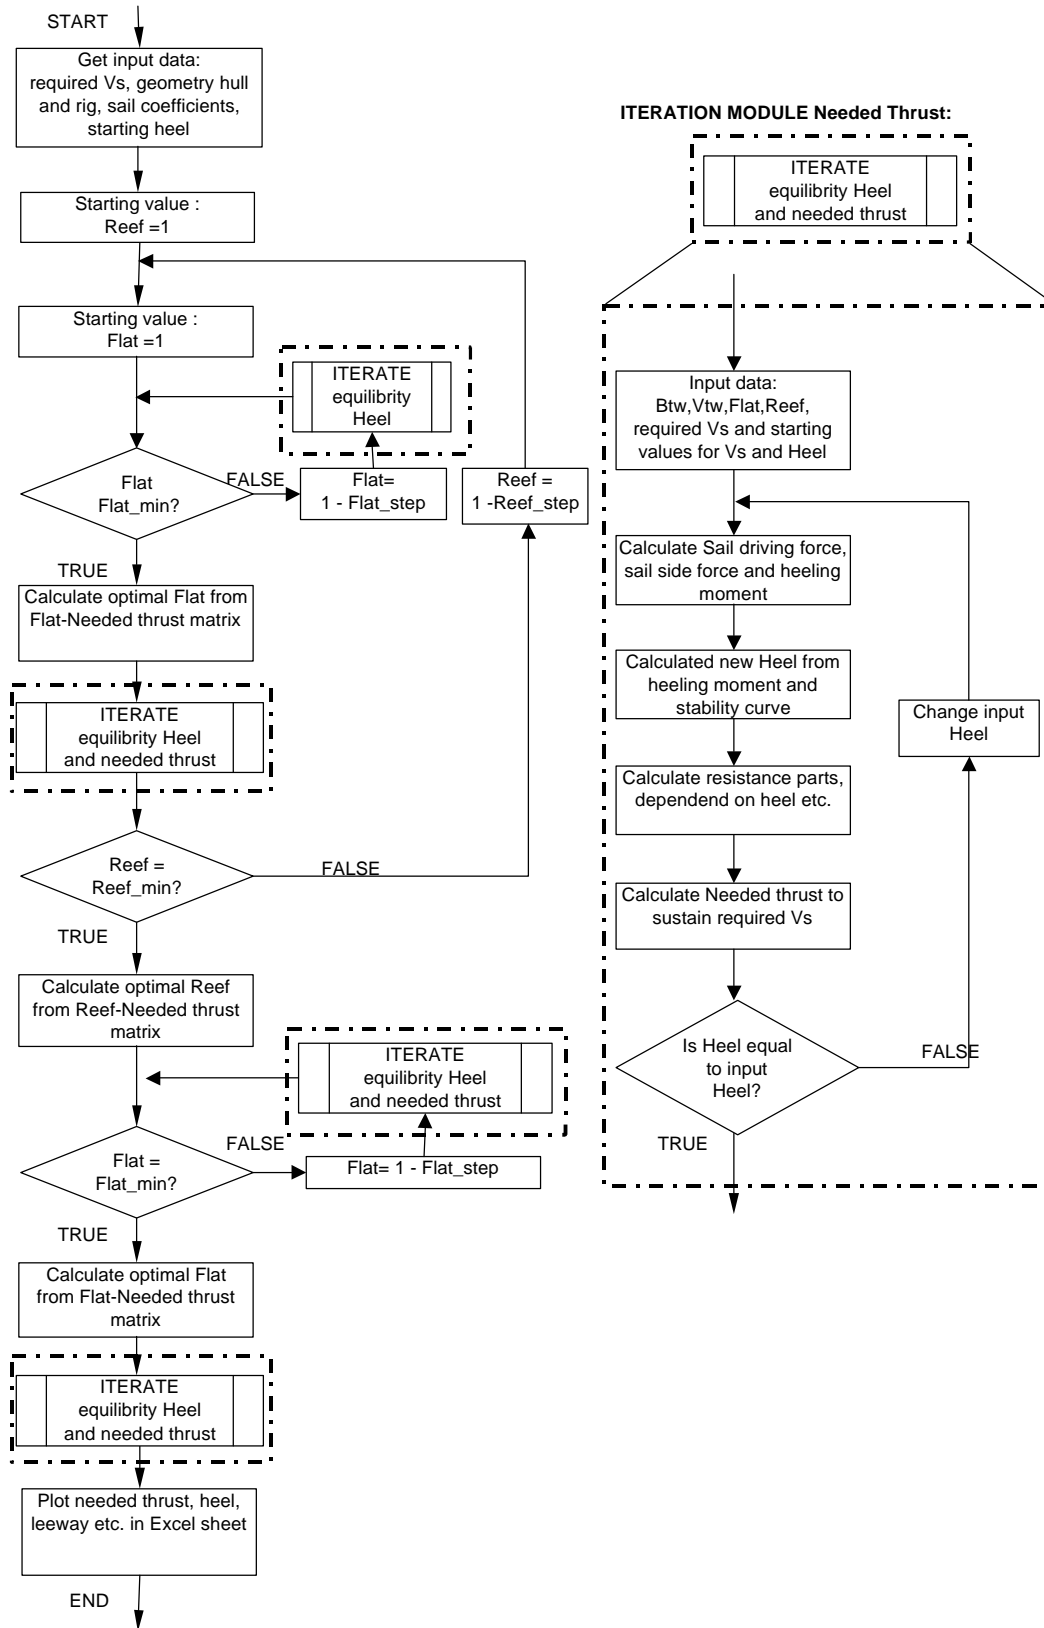 START
Get input data:
required Vs, geometry hull
and rig, sail coefficients,
starting heel
Starting value :
Reef =1
Starting value :
Flat =1
ITERATE
equilibrity
Heel
Flat
Flat_min?
FALSE
Flat=
1 - Flat_step
Reef =
1 -Reef_step
TRUE
Calculate optimal Flat from
Flat-Needed thrust matrix
ITERATE
equilibrity Heel
and needed thrust
Reef =
Reef_min?
FALSE
TRUE
Calculate optimal Reef
from Reef-Needed thrust
matrix
ITERATE
equilibrity Heel
and needed thrust
Flat =
Flat_min?
FALSE
Flat= 1 - Flat_step
TRUE
Calculate optimal Flat
from Flat-Needed thrust
matrix
ITERATE
equilibrity Heel
and needed thrust
Plot needed thrust, heel,
leeway etc. in Excel sheet
END
ITERATION MODULE Needed Thrust:
ITERATE
equilibrity Heel
and needed thrust
Input data:
Btw,Vtw,Flat,Reef,
required Vs and starting
values for Vs and Heel
Calculate Sail driving force,
sail side force and heeling
moment
Calculated new Heel from
heeling moment and
stability curve
Change input
Heel
Calculate resistance parts,
dependend on heel etc.
Calculate Needed thrust to
sustain required Vs
Is Heel equal
to input
Heel?
FALSE
TRUE